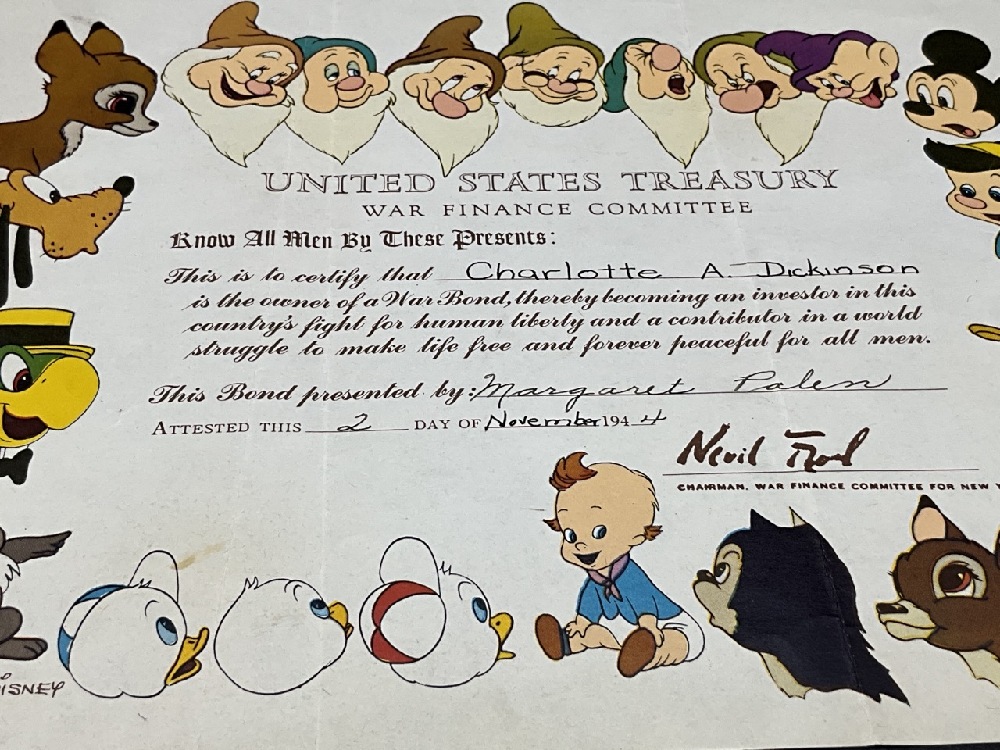 UNITED STATES TREASURY
WAR FINANCE COMMITTEE
Know All Men By These Presents:
This is to certify that Charlotte A. Dickinson
is the owner of a War Bond, thereby becoming an investor in this
country's fight for human liberty and a contributor in a world
struggle to make life free and forever peaceful for all men.
This Bond presented by: Margaret Palen
ATTESTED THIS 2 DAY OF November 1944
Nevil
CHAIRMAN, WAR FINANCE COMMITTEE FOR NEW
ISNEY